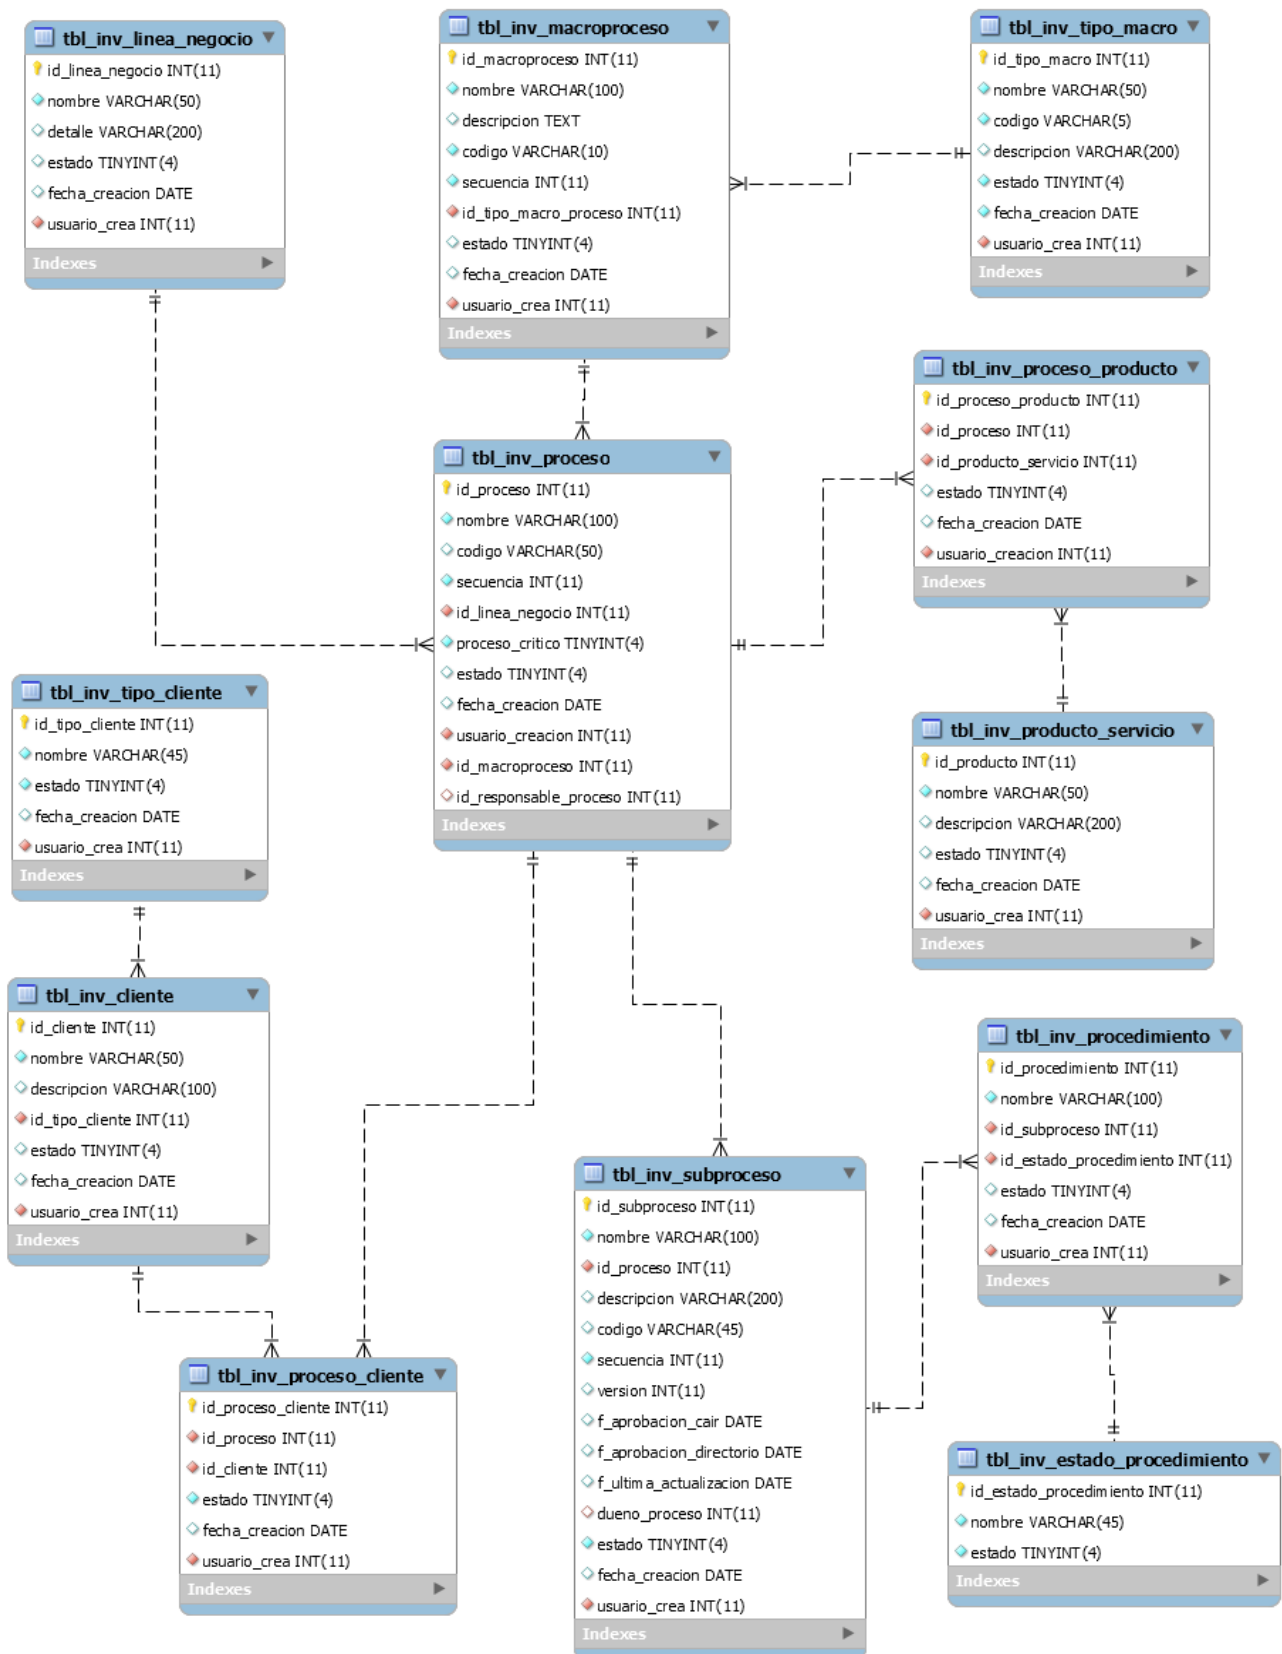 tbl_inv_linea_negocio
id_linea_negocio INT(11)
nombre VARCHAR(50)
detalle VARCHAR(200)
estado TINYINT(4)
fecha_creacion DATE
usuario_crea INT(11)
Indexes
tbl_inv_macroproceso
id_macroproceso INT(11)
nombre VARCHAR(100)
descripcion TEXT
codigo VARCHAR(10)
secuencia INT(11)
id_tipo_macro_proceso INT(11)
estado TINYINT(4)
fecha_creacion DATE
usuario_crea INT(11)
Indexes
tbl_inv_tipo_macro
id_tipo_macro INT(11)
nombre VARCHAR(50)
codigo VARCHAR(5)
descripcion VARCHAR(200)
estado TINYINT(4)
fecha_creacion DATE
usuario_crea INT(11)
Indexes
tbl_inv_proceso_producto
id_proceso_producto INT(11)
id_proceso INT(11)
id_producto_servicio INT(11)
estado TINYINT(4)
fecha_creacion DATE
usuario_creacion INT(11)
Indexes
tbl_inv_proceso
id_proceso INT(11)
nombre VARCHAR(100)
codigo VARCHAR(50)
secuencia INT(11)
id_linea_negocio INT(11)
proceso_critico TINYINT(4)
estado TINYINT(4)
fecha_creacion DATE
usuario_creacion INT(11)
id_macroproceso INT(11)
id_responsable_proceso INT(11)
Indexes
tbl_inv_tipo_cliente
id_tipo_cliente INT(11)
nombre VARCHAR(45)
estado TINYINT(4)
fecha_creacion DATE
usuario_crea INT(11)
Indexes
tbl_inv_producto_servicio
id_producto INT(11)
nombre VARCHAR(50)
descripcion VARCHAR(200)
estado TINYINT(4)
fecha_creacion DATE
usuario_crea INT(11)
Indexes
tbl_inv_cliente
id_cliente INT(11)
nombre VARCHAR(50)
descripcion VARCHAR(100)
id_tipo_cliente INT(11)
estado TINYINT(4)
fecha_creacion DATE
usuario_crea INT(11)
Indexes
tbl_inv_procedimiento
id_procedimiento INT(11)
nombre VARCHAR(100)
id_subproceso INT(11)
id_estado_procedimiento INT(11)
estado TINYINT(4)
fecha_creacion DATE
usuario_crea INT(11)
Indexes
tbl_inv_subproceso
id_subproceso INT(11)
nombre VARCHAR(100)
id_proceso INT(11)
descripcion VARCHAR(200)
codigo VARCHAR(45)
secuencia INT(11)
version INT(11)
f_aprobacion_cair DATE
f_aprobacion_directorio DATE
f_ultima_actualizacion DATE
dueno_proceso INT(11)
estado TINYINT(4)
fecha_creacion DATE
usuario_crea INT(11)
Indexes
tbl_inv_proceso_cliente
id_proceso_cliente INT(11)
id_proceso INT(11)
id_cliente INT(11)
estado TINYINT(4)
fecha_creacion DATE
usuario_crea INT(11)
Indexes
tbl_inv_estado_procedimiento
id_estado_procedimiento INT(11)
nombre VARCHAR(45)
estado TINYINT(4)
Indexes